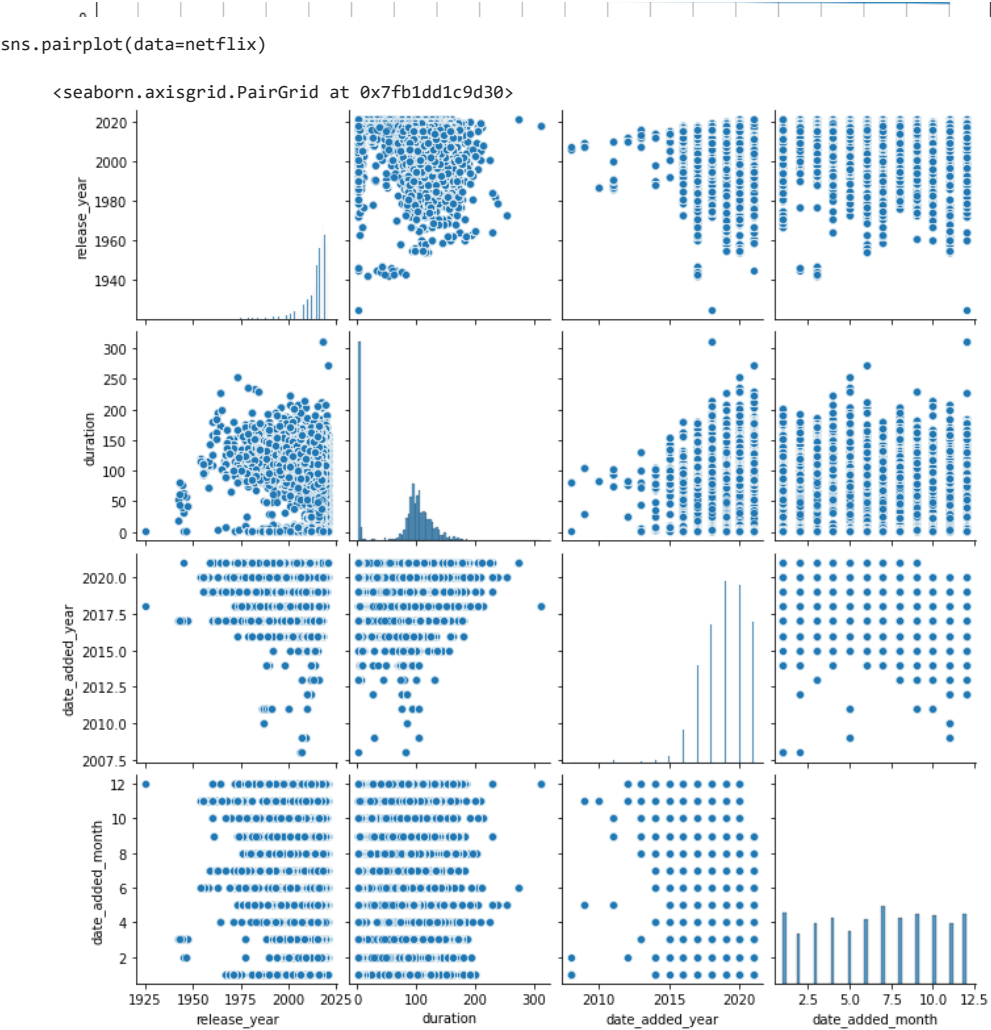 0
sns.pairplot(data=netflix)
<seaborn.axisgrid.PairGrid at 0x7fb1dd1c9d30>
2020
2000
1980
1960
1940
release_year
300
250
200
150
100
50
0
duration
2020.0
2017.5
2015.0
2012.5
2010.0
2007.5
date_added_year
12
10
8
6
4
2
date_added_month
1925 1950 1975 2000 2025
release_year
0 100 200 300
duration
2010 2015 2020
date_added_year
2.5 5.0 7.5 10.0 12.5
date_added_month